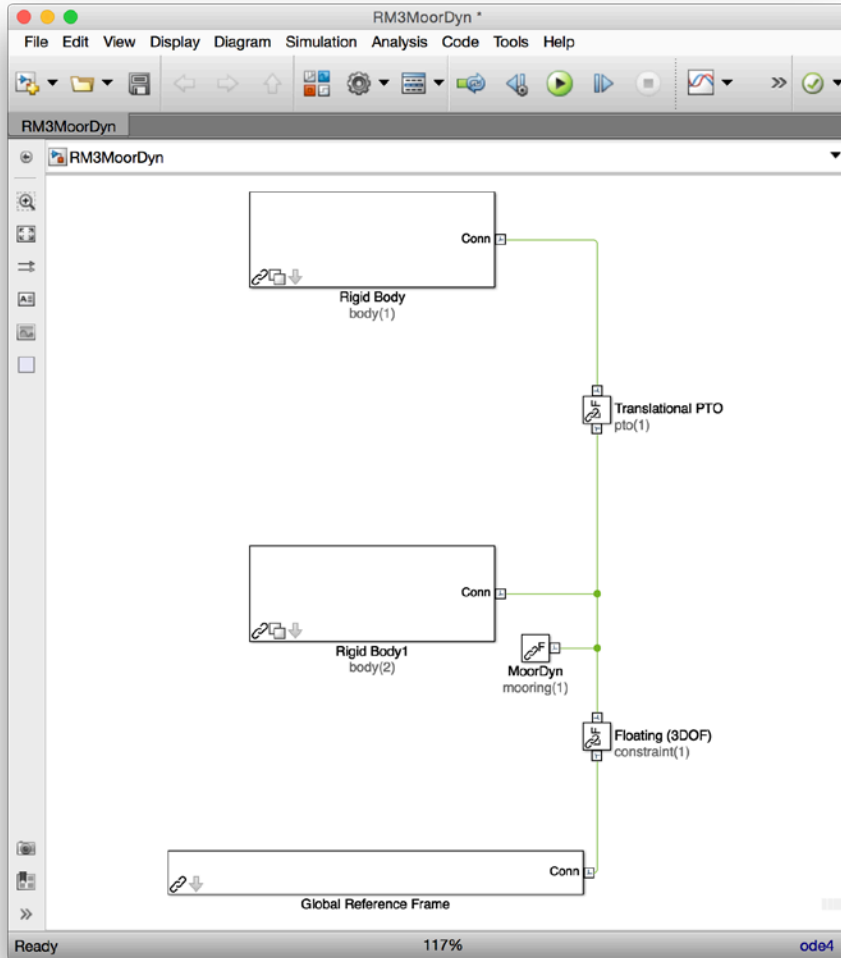 RM3MoorDyn *
File Edit View Display Diagram Simulation Analysis Code Tools Help
RM3MoorDyn
RM3MoorDyn
Conn
Rigid Body
body(1)
Translational PTO
pto(1)
Conn
Rigid Body1
body(2)
MoorDyn
mooring(1)
Floating (3DOF)
constraint(1)
Conn
Global Reference Frame
Ready 117% ode4